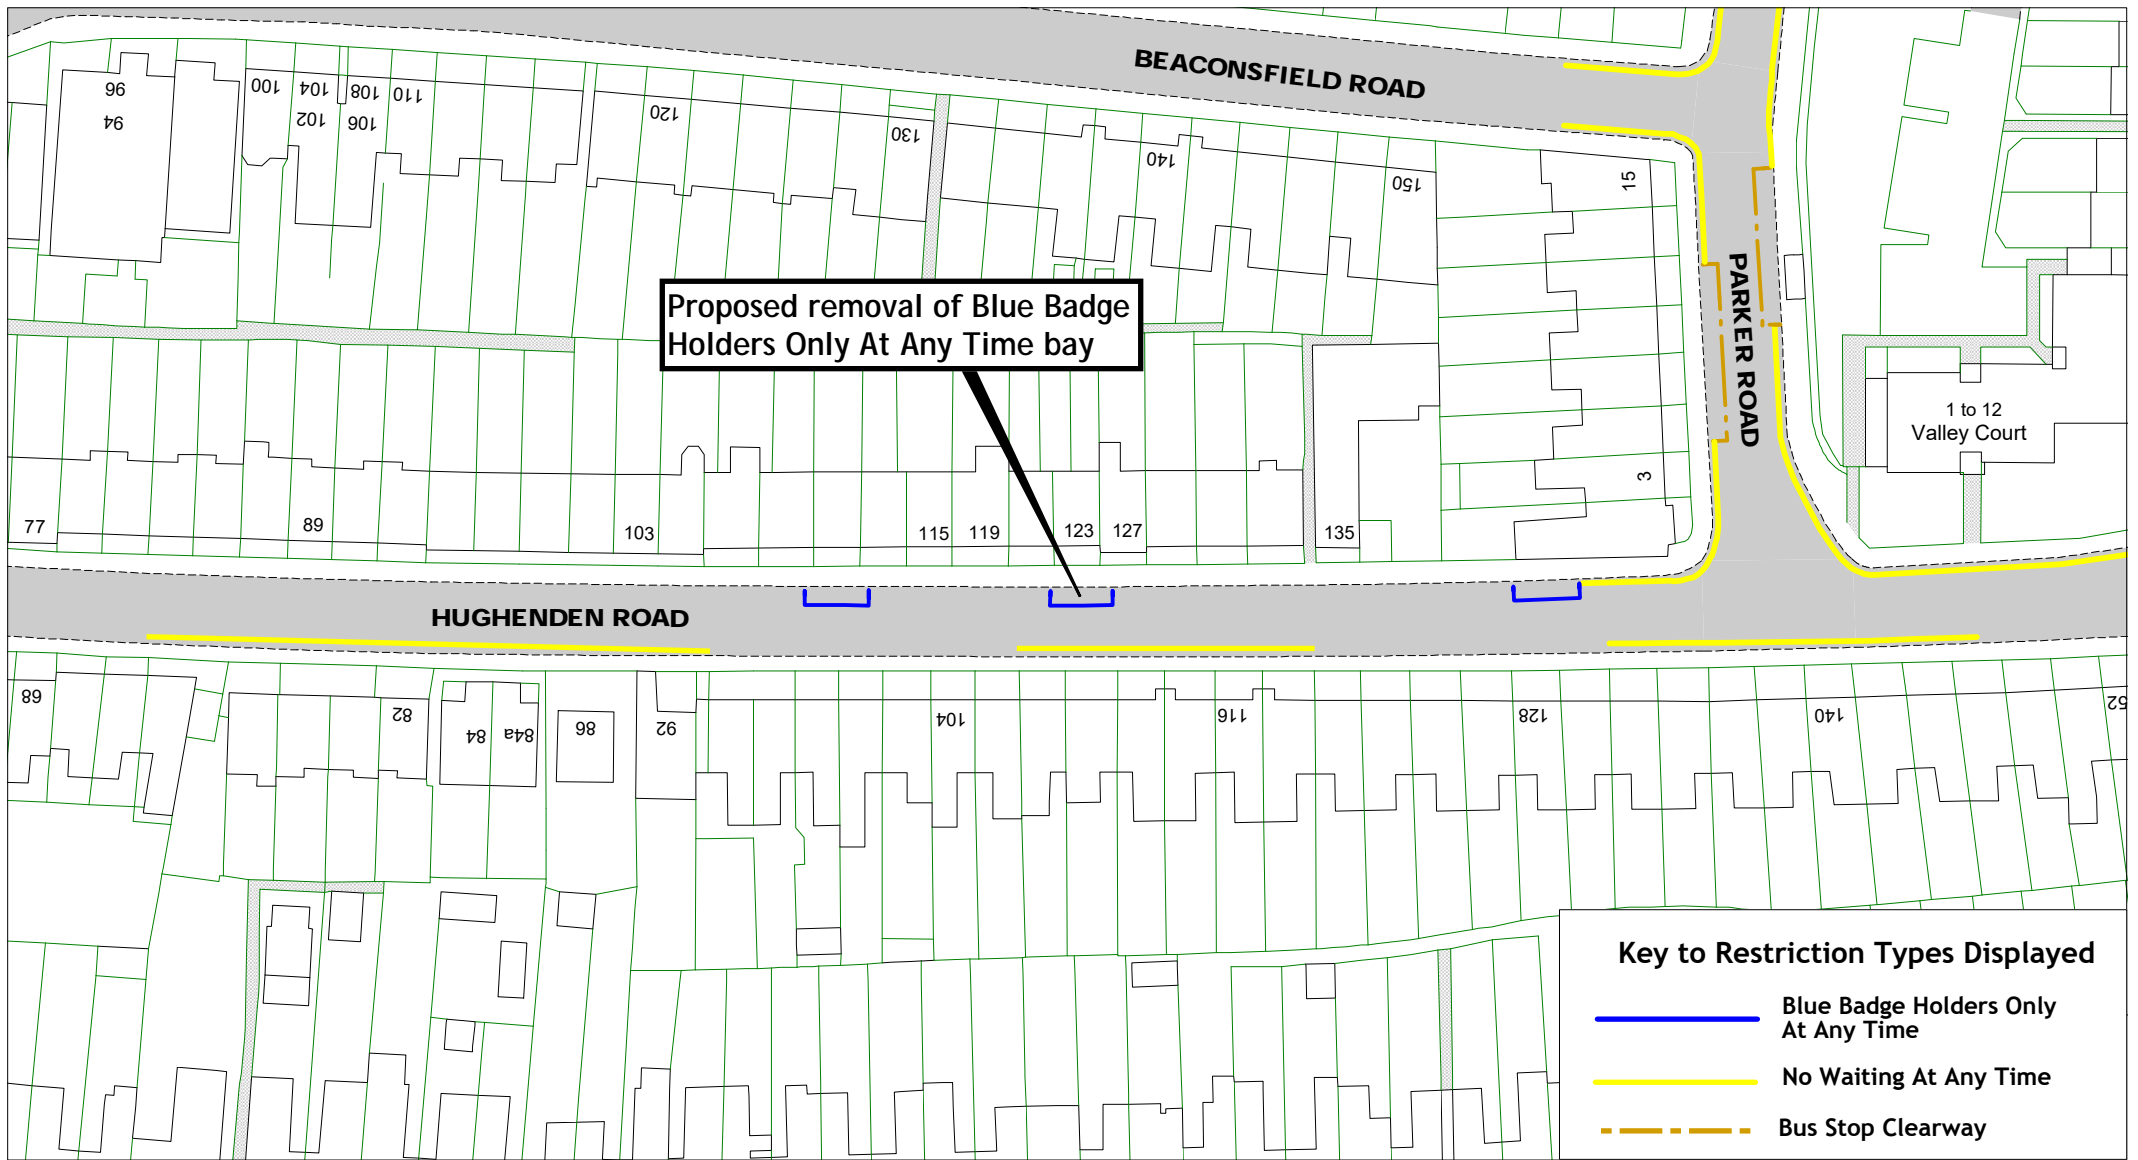 BEACONSFIELD ROAD
96
94
100
104
108
110
102
106
120
130
140
150
15
Proposed removal of Blue Badge
Holders Only At Any Time bay
PARKER ROAD
1 to 12
Valley Court
3
77
89
103
115
119
123
127
135
HUGHENDEN ROAD
68
82
84
84a
86
92
104
116
128
140
52
Key to Restriction Types Displayed
Blue Badge Holders Only
At Any Time
No Waiting At Any Time
Bus Stop Clearway